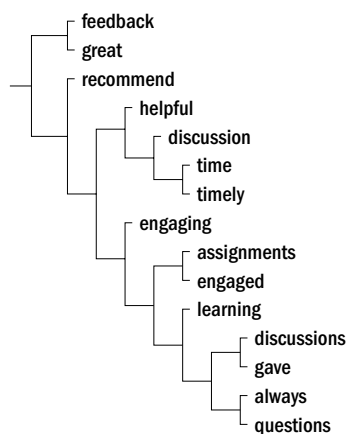 feedback
great
recommend
helpful
discussion
time
timely
engaging
assignments
engaged
learning
discussions
gave
always
questions